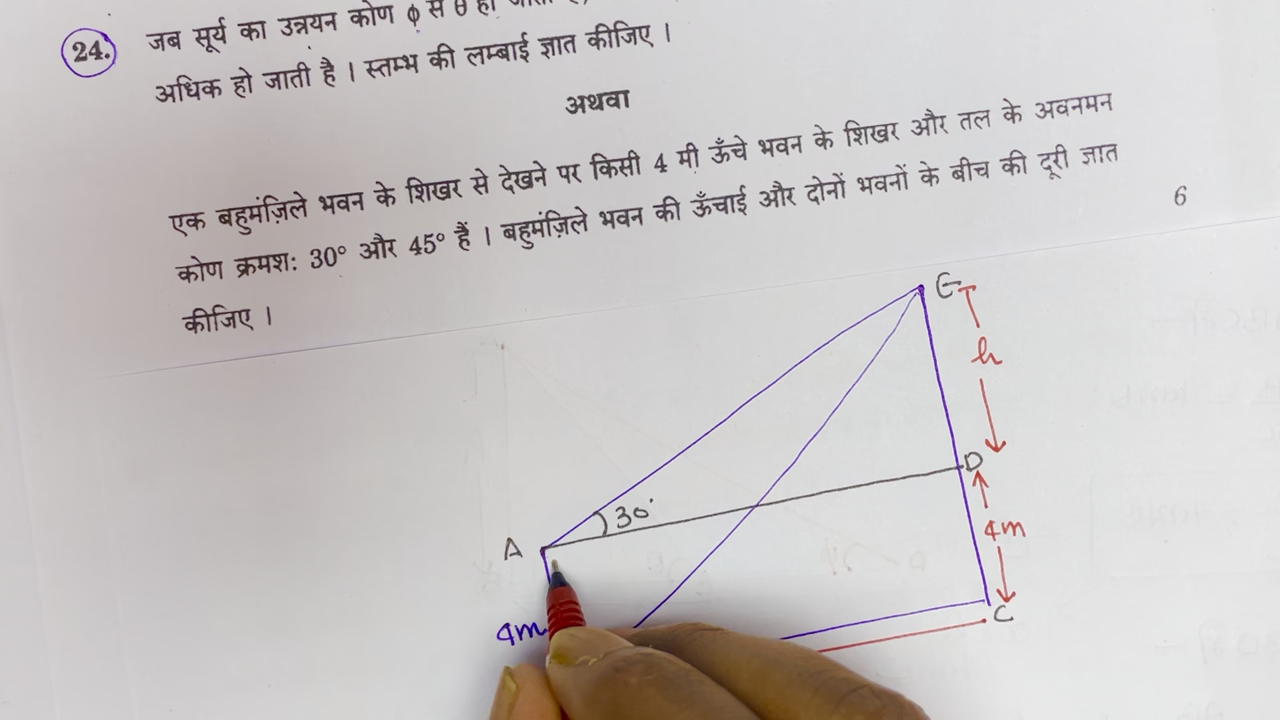 24. जब सूर्य का उन्नयन कोण ϕ से θ हो
अधिक हो जाती है । स्तम्भ की लम्बाई ज्ञात कीजिए ।
अथवा
एक बहुमंज़िले भवन के शिखर से देखने पर किसी 4 मी ऊँचे भवन के शिखर और तल के अवनमन
कोण क्रमशः 30° और 45° हैं । बहुमंज़िले भवन की ऊँचाई और दोनों भवनों के बीच की दूरी ज्ञात
कीजिए ।
6
E
h
D
30°
A
4m
4m
C